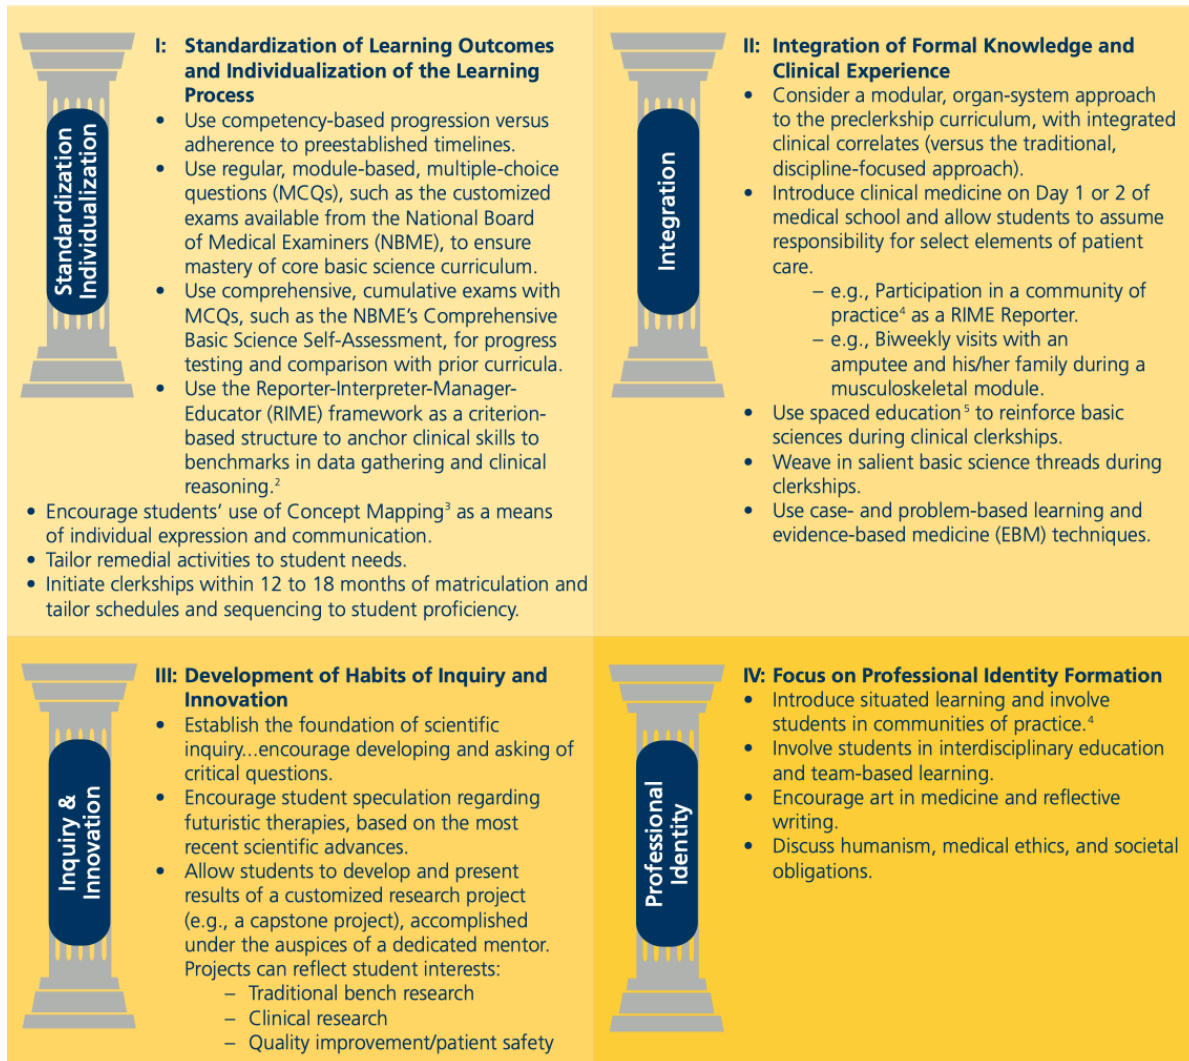 Standardization
Individualization
I: Standardization of Learning Outcomes
and Individualization of the Learning
Process
• Use competency-based progression versus
adherence to preestablished timelines.
• Use regular, module-based, multiple-choice
questions (MCQs), such as the customized
exams available from the National Board
of Medical Examiners (NBME), to ensure
mastery of core basic science curriculum.
• Use comprehensive, cumulative exams with
MCQs, such as the NBME’s Comprehensive
Basic Science Self-Assessment, for progress
testing and comparison with prior curricula.
• Use the Reporter-Interpreter-Manager-
Educator (RIME) framework as a criterion-
based structure to anchor clinical skills to
benchmarks in data gathering and clinical
reasoning.²
• Encourage students’ use of Concept Mapping³ as a means
of individual expression and communication.
• Tailor remedial activities to student needs.
• Initiate clerkships within 12 to 18 months of matriculation and
tailor schedules and sequencing to student proficiency.
Integration
II: Integration of Formal Knowledge and
Clinical Experience
• Consider a modular, organ-system approach
to the preclerkship curriculum, with integrated
clinical correlates (versus the traditional,
discipline-focused approach).
• Introduce clinical medicine on Day 1 or 2 of
medical school and allow students to assume
responsibility for select elements of patient
care.
– e.g., Participation in a community of
practice⁴ as a RIME Reporter.
– e.g., Biweekly visits with an
amputee and his/her family during a
musculoskeletal module.
• Use spaced education⁵ to reinforce basic
sciences during clinical clerkships.
• Weave in salient basic science threads during
clerkships.
• Use case- and problem-based learning and
evidence-based medicine (EBM) techniques.
Inquiry &
Innovation
III: Development of Habits of Inquiry and
Innovation
• Establish the foundation of scientific
inquiry...encourage developing and asking of
critical questions.
• Encourage student speculation regarding
futuristic therapies, based on the most
recent scientific advances.
• Allow students to develop and present
results of a customized research project
(e.g., a capstone project), accomplished
under the auspices of a dedicated mentor.
Projects can reflect student interests:
– Traditional bench research
– Clinical research
– Quality improvement/patient safety
Professional
Identity
IV: Focus on Professional Identity Formation
• Introduce situated learning and involve
students in communities of practice.⁴
• Involve students in interdisciplinary education
and team-based learning.
• Encourage art in medicine and reflective
writing.
• Discuss humanism, medical ethics, and societal
obligations.